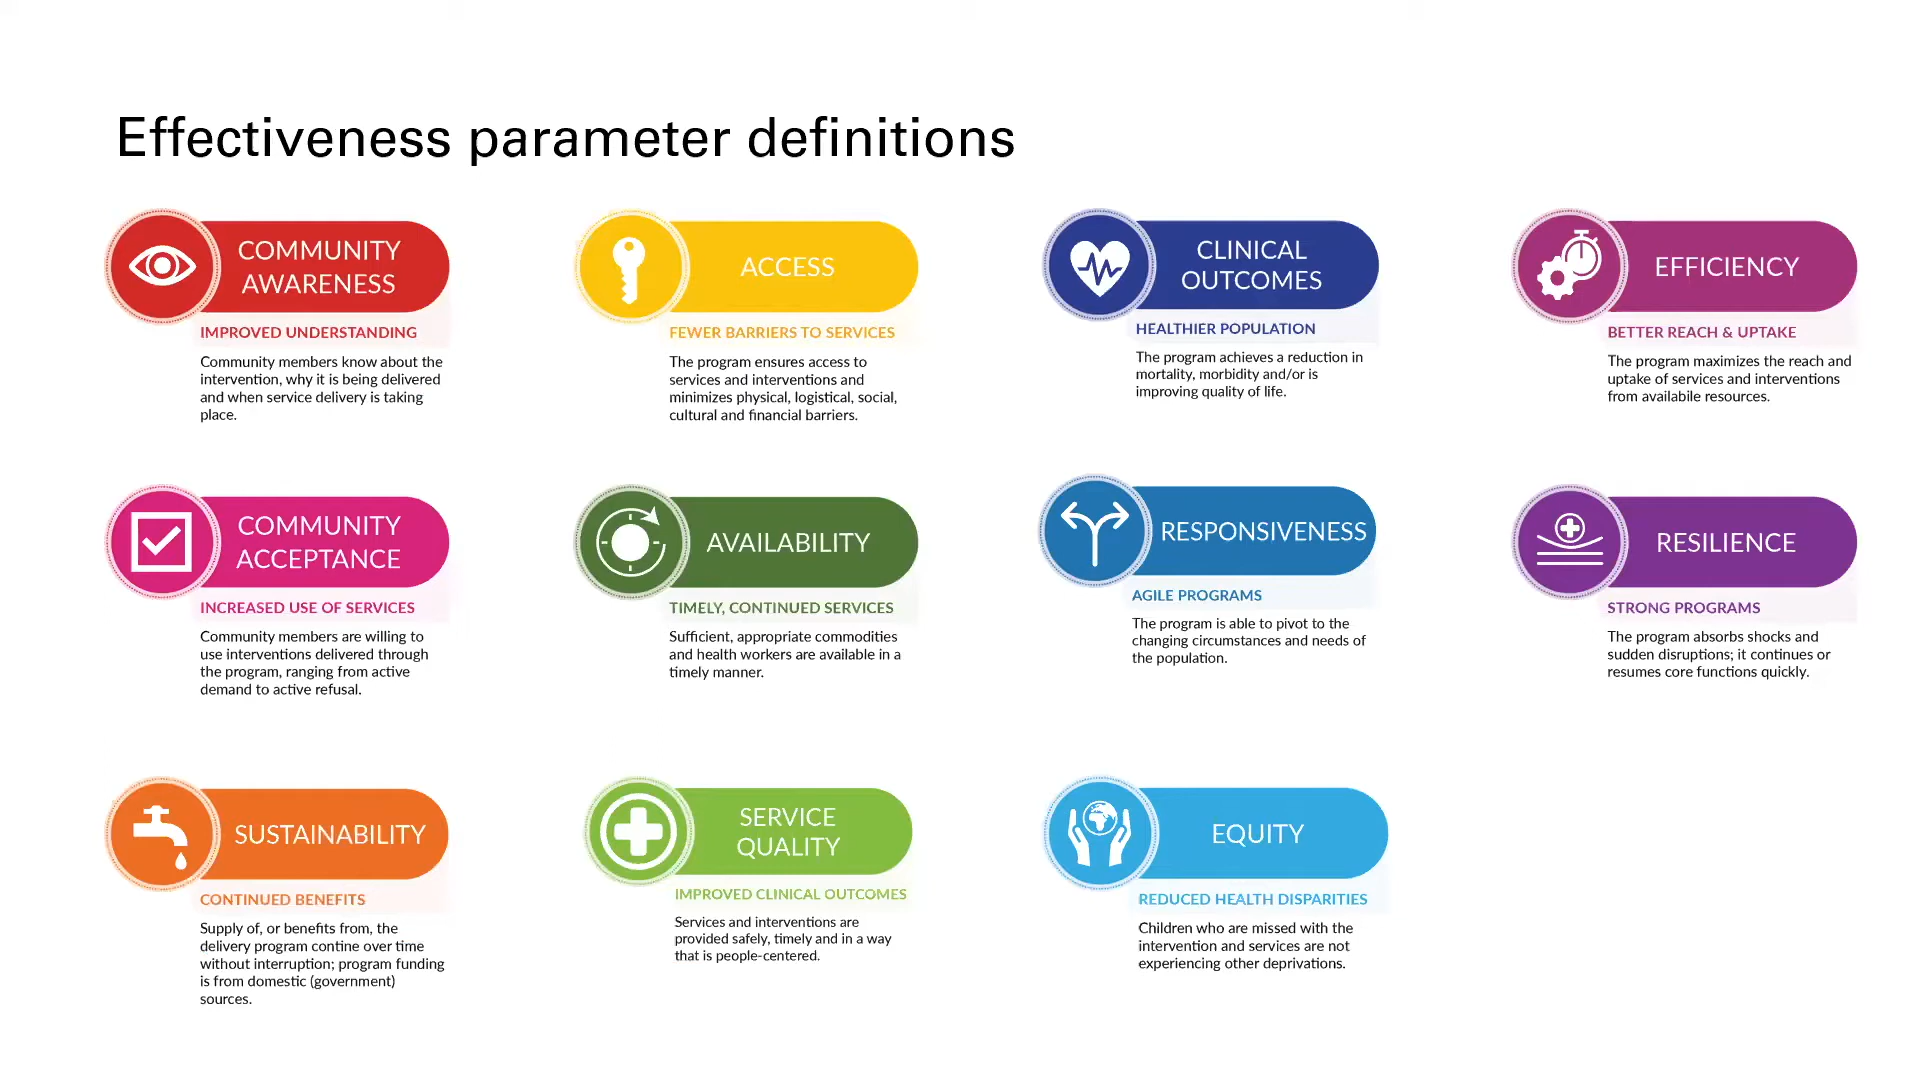 Effectiveness parameter definitions
COMMUNITY
AWARENESS
IMPROVED UNDERSTANDING
Community members know about the
intervention, why it is being delivered
and when service delivery is taking
place.
ACCESS
FEWER BARRIERS TO SERVICES
The program ensures access to
services and interventions and
minimizes physical, logistical, social,
cultural and financial barriers.
CLINICAL
OUTCOMES
HEALTHIER POPULATION
The program achieves a reduction in
mortality, morbidity and/or is
improving quality of life.
EFFICIENCY
BETTER REACH & UPTAKE
The program maximizes the reach and
uptake of services and interventions
from availabile resources.
COMMUNITY
ACCEPTANCE
INCREASED USE OF SERVICES
Community members are willing to
use interventions delivered through
the program, ranging from active
demand to active refusal.
AVAILABILITY
TIMELY, CONTINUED SERVICES
Sufficient, appropriate commodities
and health workers are available in a
timely manner.
RESPONSIVENESS
AGILE PROGRAMS
The program is able to pivot to the
changing circumstances and needs of
the population.
RESILIENCE
STRONG PROGRAMS
The program absorbs shocks and
sudden disruptions; it continues or
resumes core functions quickly.
SUSTAINABILITY
CONTINUED BENEFITS
Supply of, or benefits from, the
delivery program contine over time
without interruption; program funding
is from domestic (government)
sources.
SERVICE
QUALITY
IMPROVED CLINICAL OUTCOMES
Services and interventions are
provided safely, timely and in a way
that is people-centered.
EQUITY
REDUCED HEALTH DISPARITIES
Children who are missed with the
intervention and services are not
experiencing other deprivations.